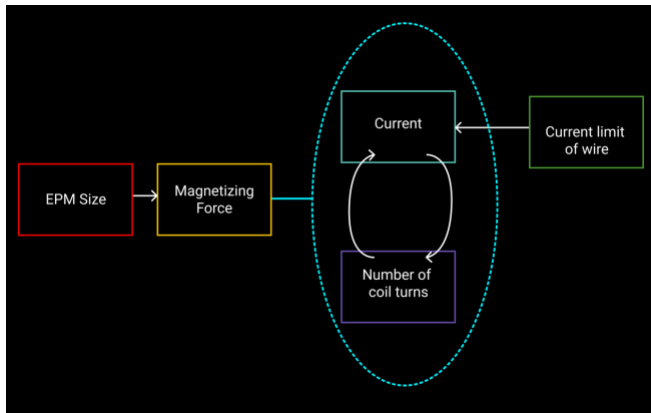 EPM Size
Magnetizing
Force
Current
Number of
coil turns
Current limit
of wire